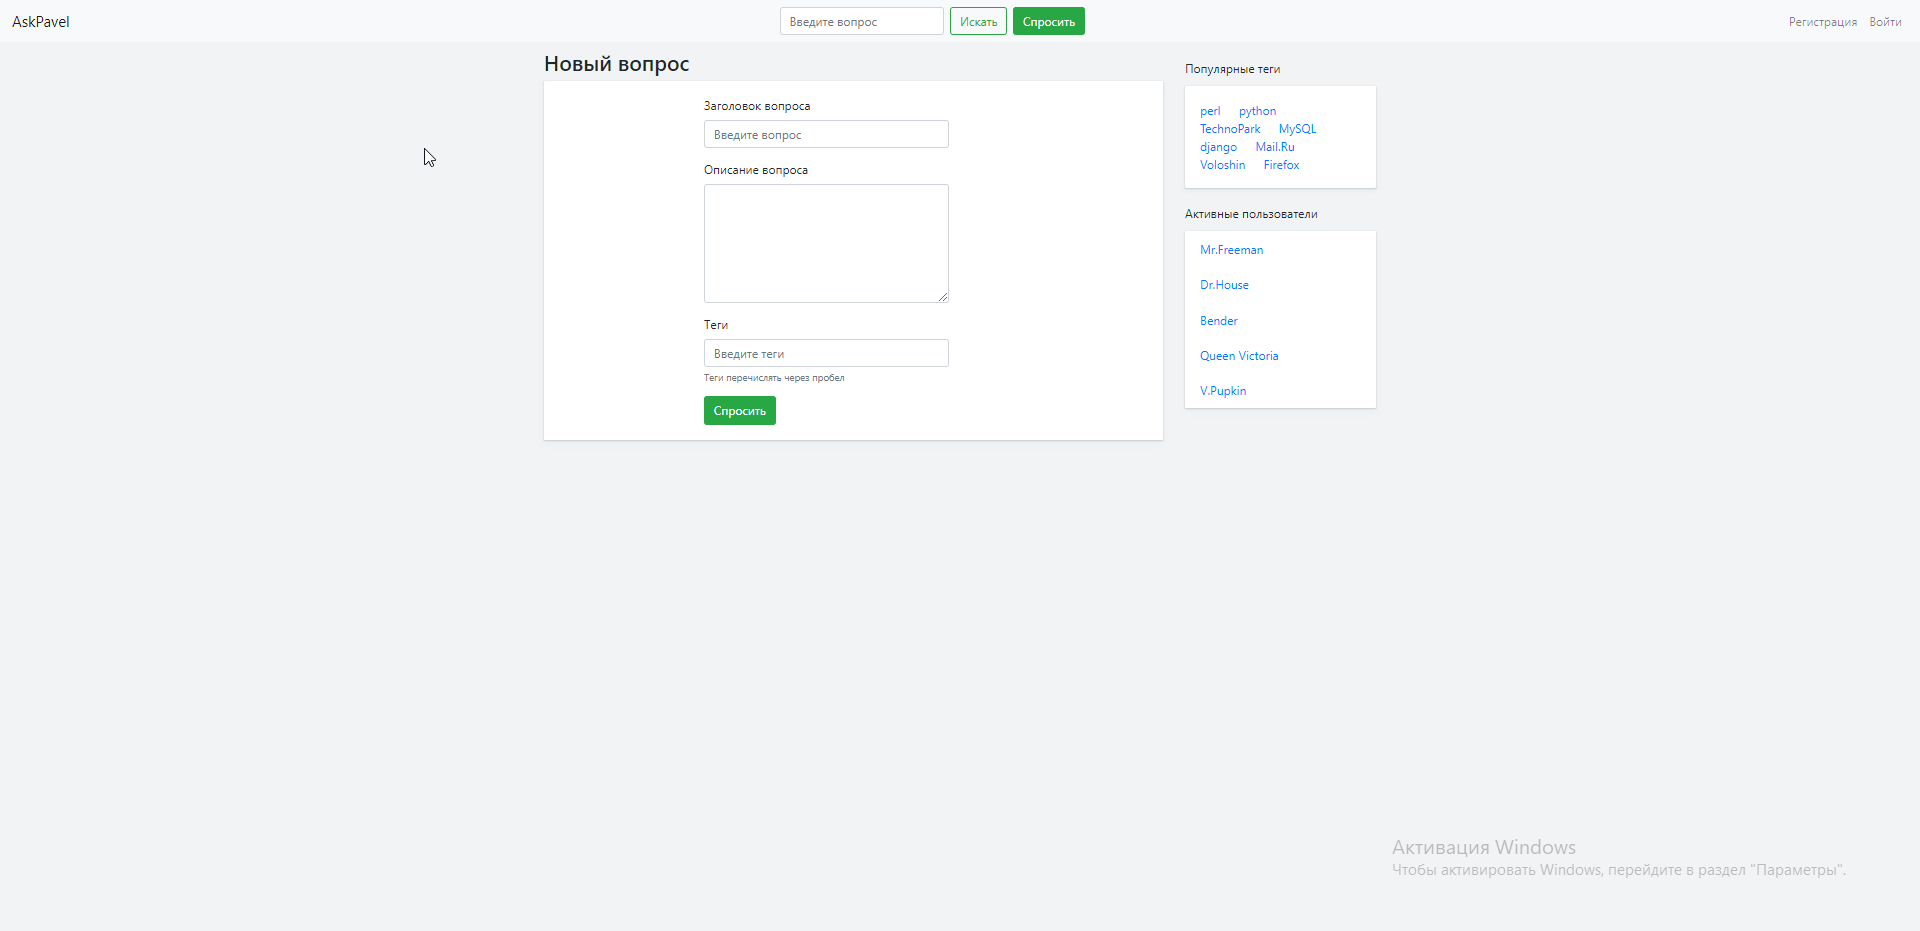 AskPavel
Введите вопрос Искать Спросить
Регистрация Войти
Новый вопрос
Заголовок вопроса
Введите вопрос
Описание вопроса
Теги
Введите теги
Теги перечислять через пробел
Спросить
Популярные теги
perl python
TechnoPark MySQL
django Mail.Ru
Voloshin Firefox
Активные пользователи
Mr.Freeman
Dr.House
Bender
Queen Victoria
V.Pupkin
Активация Windows
Чтобы активировать Windows, перейдите в раздел "Параметры".